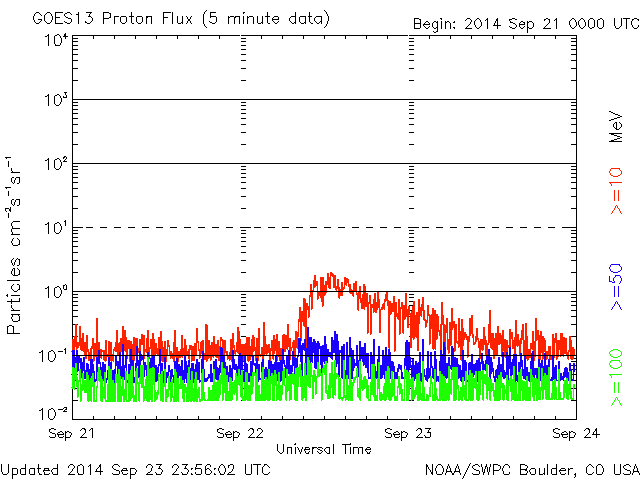 GOES13 Proton Flux (5 minute data)
Begin: 2014 Sep 21 0000 UTC
10⁴
10³
10²
10¹
10⁰
10⁻¹
10⁻²
Particles cm⁻²s⁻¹sr⁻¹
MeV
>=10
>=50
>=100
Sep 21
Sep 22
Sep 23
Sep 24
Universal Time
Updated 2014 Sep 23 23:56:02 UTC
NOAA/SWPC Boulder, CO USA